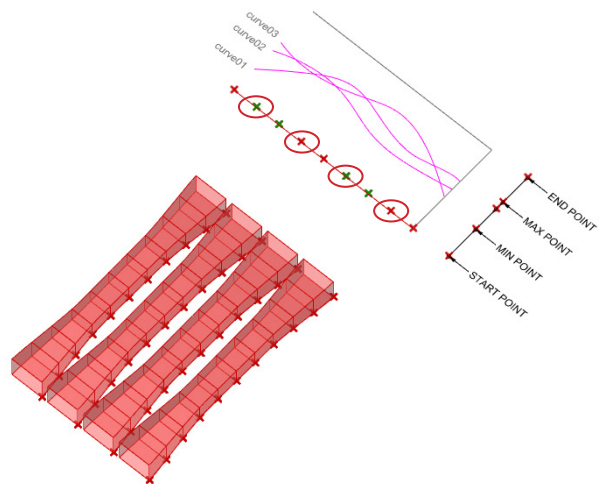 curve03
curve02
curve01
END POINT
MAX POINT
MIN POINT
START POINT